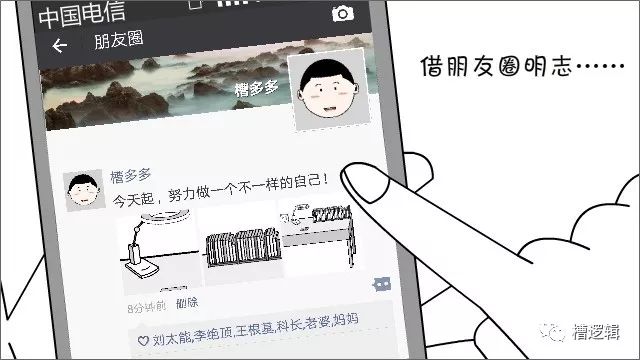 中国电信
朋友圈
借朋友圈明志……
槽多多
槽多多
今天起，努力做一个不一样的自己！
8分钟前 删除
刘太能,李绝顶,王根基,科长,老婆,妈妈
槽逻辑